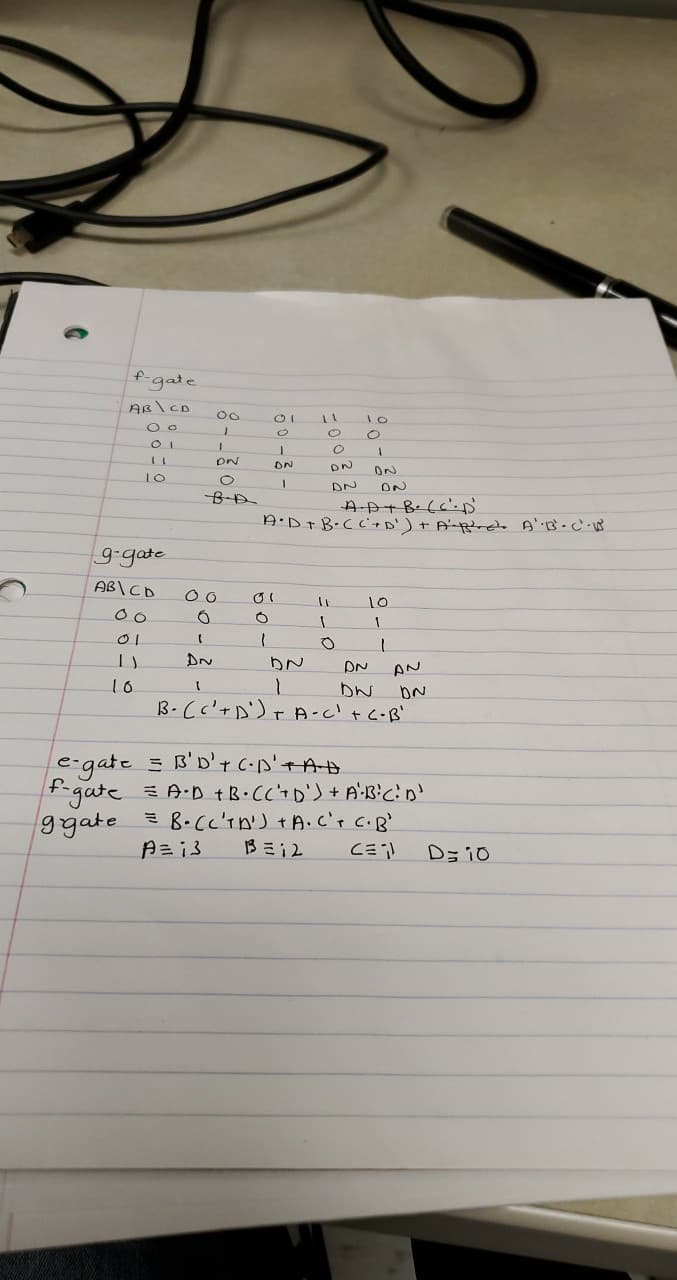 f-gate
AB\CD 00 01 11 10
00 1 0 0 0
01 1 1 0 1
11 DN DN DN DN
10 0 1 DN DN
B-D A.D+B.(C'.D'
A.D+B.(C'+D')+ A'.B'.C'. A'.B'.C'.D'
g-gate
AB\CD 00 01 11 10
00 0 0 1 1
01 1 1 0 1
11 DN DN DN DN
10 1 1 DN DN
B.(C'+D')+A.C'+C.B'
e-gate ≡ B'D'+C.D'+A.D
f-gate ≡ A.D+B.(C'+D')+A'.B'.C'.D'
g-gate ≡ B.(C'+D')+A.C'+C.B'
A≡i3 B≡i2 C≡i1 D≡i0